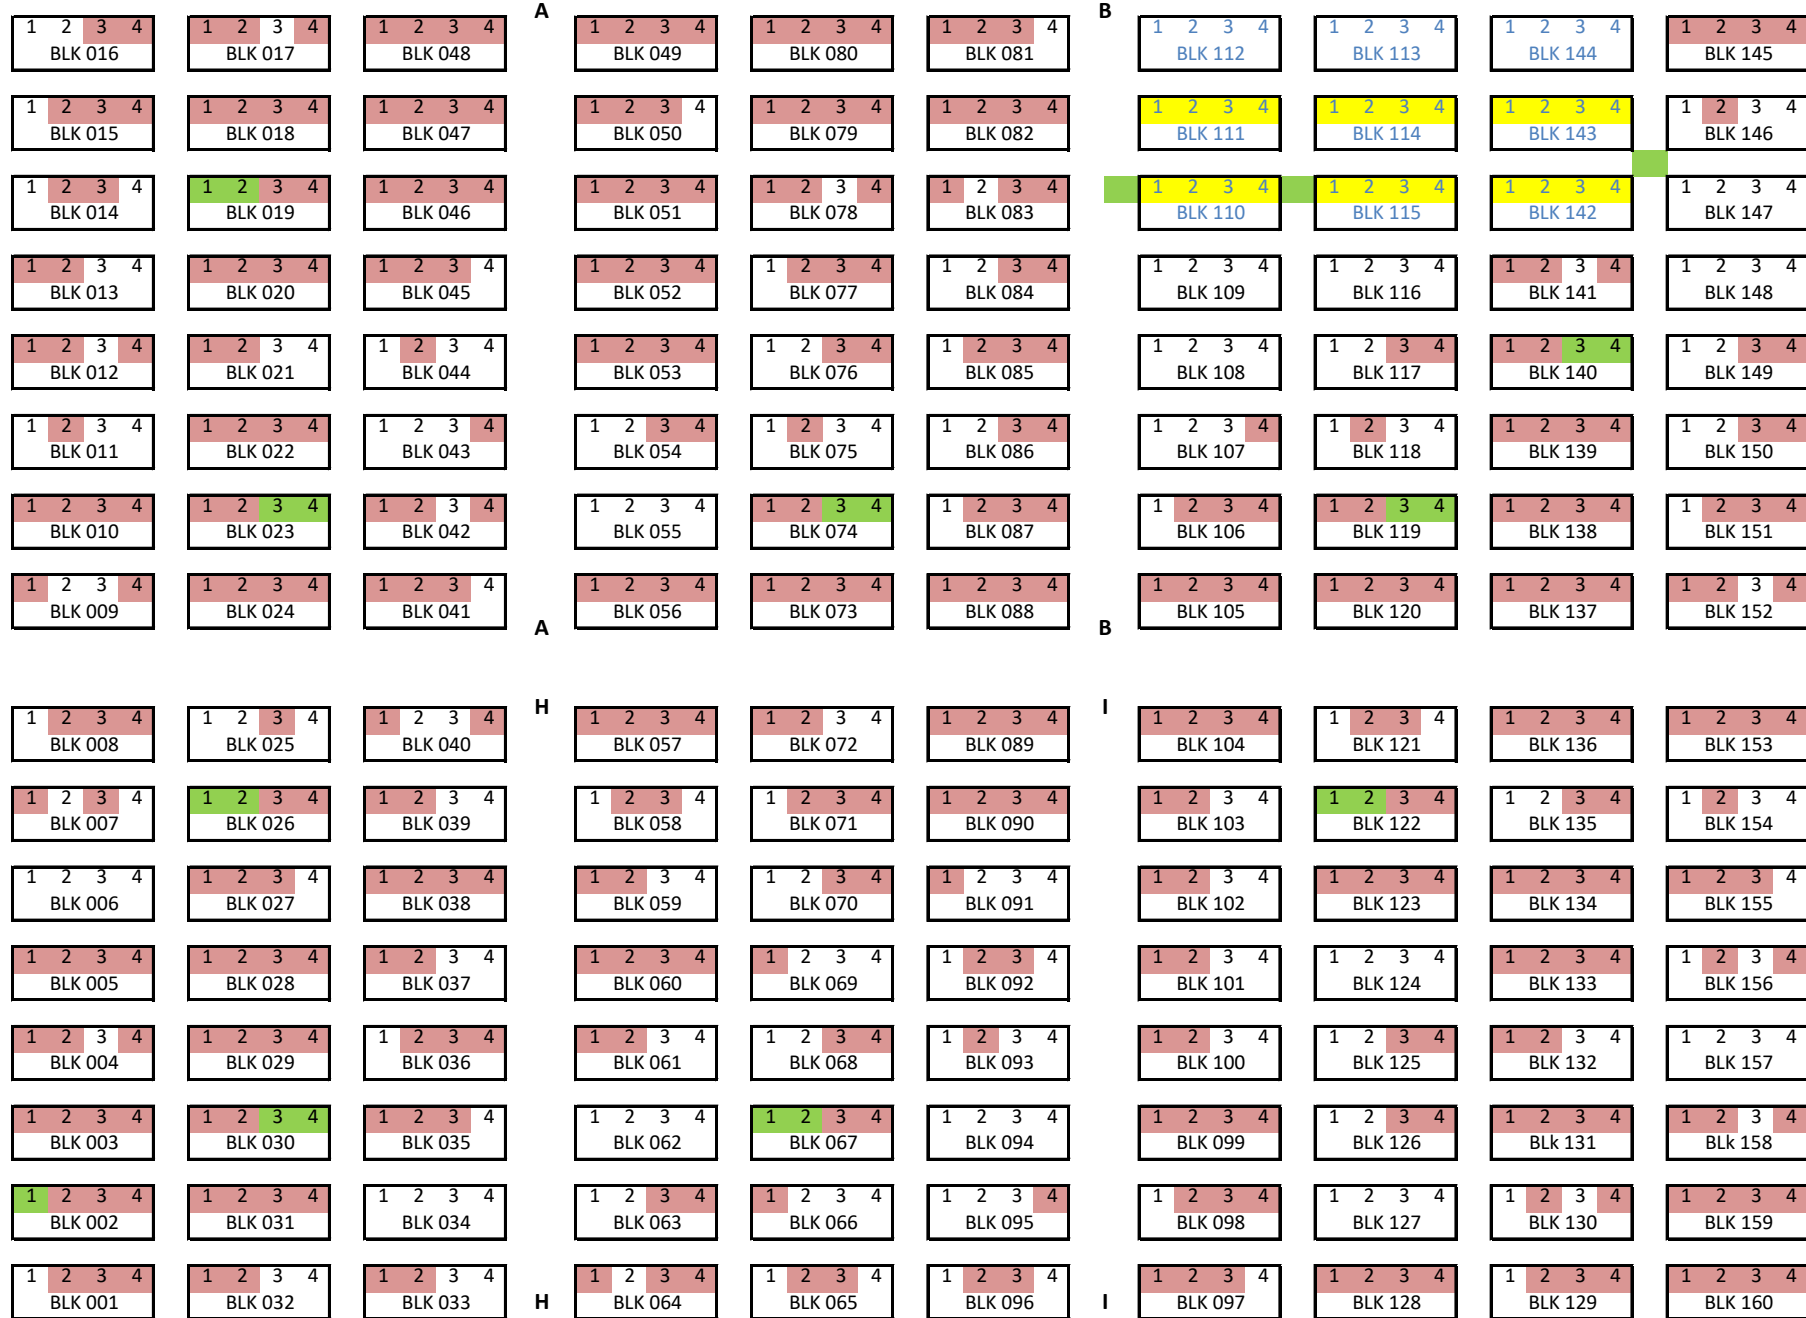 A B
1 2 3 4 1 2 3 4 1 2 3 4 1 2 3 4 1 2 3 4 1 2 3 4 1 2 3 4 1 2 3 4 1 2 3 4 1 2 3 4
BLK 016 BLK 017 BLK 048 BLK 049 BLK 080 BLK 081 BLK 112 BLK 113 BLK 144 BLK 145
1 2 3 4 1 2 3 4 1 2 3 4 1 2 3 4 1 2 3 4 1 2 3 4 1 2 3 4 1 2 3 4 1 2 3 4 1 2 3 4
BLK 015 BLK 018 BLK 047 BLK 050 BLK 079 BLK 082 BLK 111 BLK 114 BLK 143 BLK 146
1 2 3 4 1 2 3 4 1 2 3 4 1 2 3 4 1 2 3 4 1 2 3 4 1 2 3 4 1 2 3 4 1 2 3 4 1 2 3 4
BLK 014 BLK 019 BLK 046 BLK 051 BLK 078 BLK 083 BLK 110 BLK 115 BLK 142 BLK 147
1 2 3 4 1 2 3 4 1 2 3 4 1 2 3 4 1 2 3 4 1 2 3 4 1 2 3 4 1 2 3 4 1 2 3 4 1 2 3 4
BLK 013 BLK 020 BLK 045 BLK 052 BLK 077 BLK 084 BLK 109 BLK 116 BLK 141 BLK 148
1 2 3 4 1 2 3 4 1 2 3 4 1 2 3 4 1 2 3 4 1 2 3 4 1 2 3 4 1 2 3 4 1 2 3 4 1 2 3 4
BLK 012 BLK 021 BLK 044 BLK 053 BLK 076 BLK 085 BLK 108 BLK 117 BLK 140 BLK 149
1 2 3 4 1 2 3 4 1 2 3 4 1 2 3 4 1 2 3 4 1 2 3 4 1 2 3 4 1 2 3 4 1 2 3 4 1 2 3 4
BLK 011 BLK 022 BLK 043 BLK 054 BLK 075 BLK 086 BLK 107 BLK 118 BLK 139 BLK 150
1 2 3 4 1 2 3 4 1 2 3 4 1 2 3 4 1 2 3 4 1 2 3 4 1 2 3 4 1 2 3 4 1 2 3 4 1 2 3 4
BLK 010 BLK 023 BLK 042 BLK 055 BLK 074 BLK 087 BLK 106 BLK 119 BLK 138 BLK 151
1 2 3 4 1 2 3 4 1 2 3 4 1 2 3 4 1 2 3 4 1 2 3 4 1 2 3 4 1 2 3 4 1 2 3 4 1 2 3 4
BLK 009 BLK 024 BLK 041 BLK 056 BLK 073 BLK 088 BLK 105 BLK 120 BLK 137 BLK 152
A B
H I
1 2 3 4 1 2 3 4 1 2 3 4 1 2 3 4 1 2 3 4 1 2 3 4 1 2 3 4 1 2 3 4 1 2 3 4 1 2 3 4
BLK 008 BLK 025 BLK 040 BLK 057 BLK 072 BLK 089 BLK 104 BLK 121 BLK 136 BLK 153
1 2 3 4 1 2 3 4 1 2 3 4 1 2 3 4 1 2 3 4 1 2 3 4 1 2 3 4 1 2 3 4 1 2 3 4 1 2 3 4
BLK 007 BLK 026 BLK 039 BLK 058 BLK 071 BLK 090 BLK 103 BLK 122 BLK 135 BLK 154
1 2 3 4 1 2 3 4 1 2 3 4 1 2 3 4 1 2 3 4 1 2 3 4 1 2 3 4 1 2 3 4 1 2 3 4 1 2 3 4
BLK 006 BLK 027 BLK 038 BLK 059 BLK 070 BLK 091 BLK 102 BLK 123 BLK 134 BLK 155
1 2 3 4 1 2 3 4 1 2 3 4 1 2 3 4 1 2 3 4 1 2 3 4 1 2 3 4 1 2 3 4 1 2 3 4 1 2 3 4
BLK 005 BLK 028 BLK 037 BLK 060 BLK 069 BLK 092 BLK 101 BLK 124 BLK 133 BLK 156
1 2 3 4 1 2 3 4 1 2 3 4 1 2 3 4 1 2 3 4 1 2 3 4 1 2 3 4 1 2 3 4 1 2 3 4 1 2 3 4
BLK 004 BLK 029 BLK 036 BLK 061 BLK 068 BLK 093 BLK 100 BLK 125 BLK 132 BLK 157
1 2 3 4 1 2 3 4 1 2 3 4 1 2 3 4 1 2 3 4 1 2 3 4 1 2 3 4 1 2 3 4 1 2 3 4 1 2 3 4
BLK 003 BLK 030 BLK 035 BLK 062 BLK 067 BLK 094 BLK 099 BLK 126 BLk 131 BLk 158
1 2 3 4 1 2 3 4 1 2 3 4 1 2 3 4 1 2 3 4 1 2 3 4 1 2 3 4 1 2 3 4 1 2 3 4 1 2 3 4
BLK 002 BLK 031 BLK 034 BLK 063 BLK 066 BLK 095 BLK 098 BLK 127 BLK 130 BLK 159
1 2 3 4 1 2 3 4 1 2 3 4 1 2 3 4 1 2 3 4 1 2 3 4 1 2 3 4 1 2 3 4 1 2 3 4 1 2 3 4
BLK 001 BLK 032 BLK 033 H BLK 064 BLK 065 BLK 096 I BLK 097 BLK 128 BLK 129 BLK 160